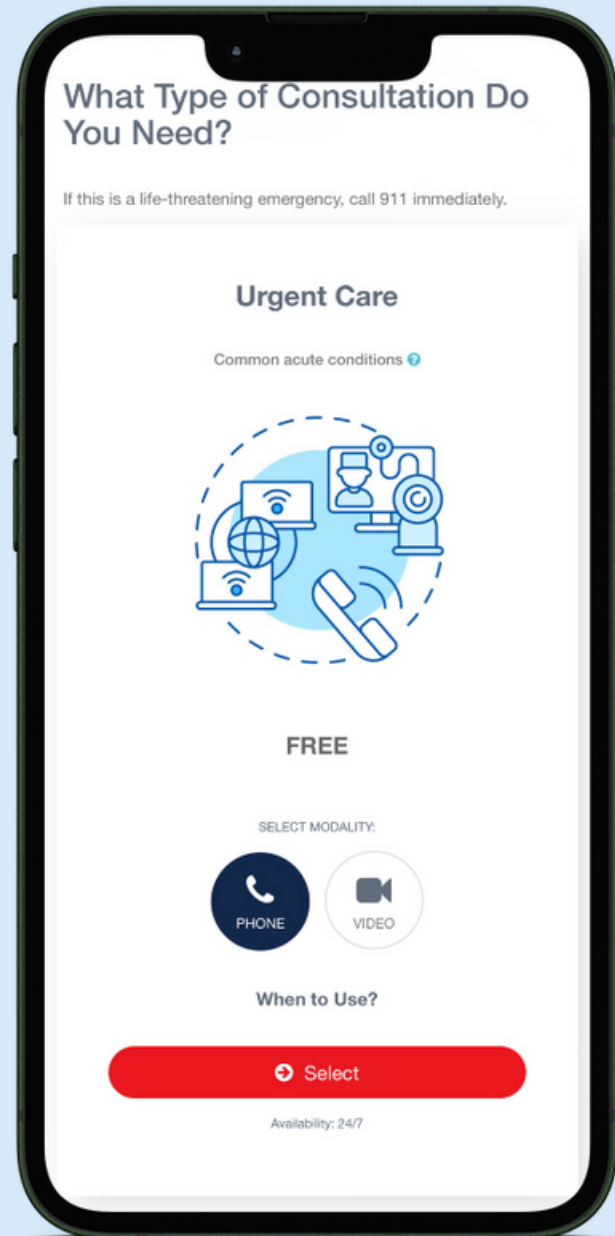 What Type of Consultation Do
You Need?
If this is a life-threatening emergency, call 911 immediately.
Urgent Care
Common acute conditions ?
FREE
SELECT MODALITY:
PHONE VIDEO
When to Use?
Select
Availability: 24/7